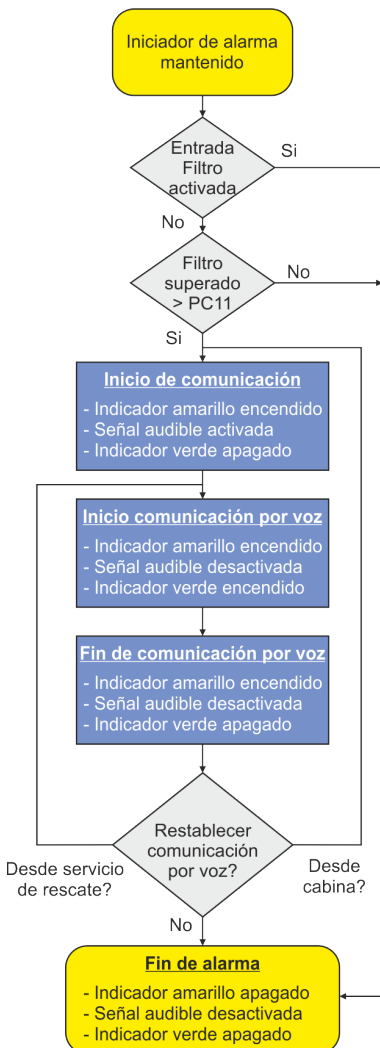 Iniciador de alarma
mantenido
Entrada
Filtro
activada
Si
No
Filtro
superado
> PC11
No
Si
Inicio de comunicación
- Indicador amarillo encendido
- Señal audible activada
- Indicador verde apagado
Inicio comunicación por voz
- Indicador amarillo encendido
- Señal audible desactivada
- Indicador verde encendido
Fin de comunicación por voz
- Indicador amarillo encendido
- Señal audible desactivada
- Indicador verde apagado
Restablecer
comunicación
por voz?
Desde servicio
de rescate?
Desde
cabina?
No
Fin de alarma
- Indicador amarillo apagado
- Señal audible desactivada
- Indicador verde apagado